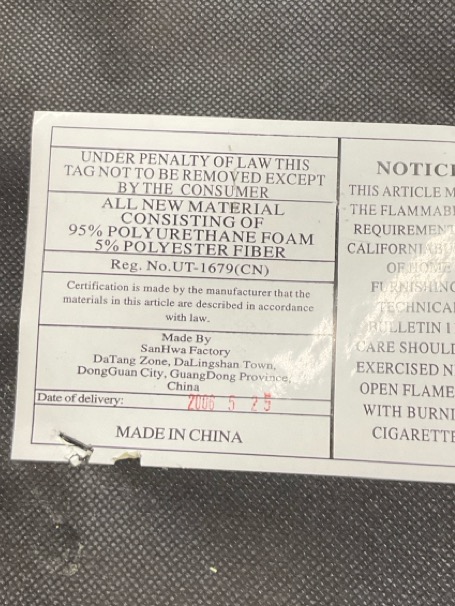 UNDER PENALTY OF LAW THIS
TAG NOT TO BE REMOVED EXCEPT
BY THE CONSUMER
ALL NEW MATERIAL
CONSISTING OF
95% POLYURETHANE FOAM
5% POLYESTER FIBER
Reg. No.UT-1679(CN)
Certification is made by the manufacturer that the
materials in this article are described in accordance
with law.
Made By
SanHwa Factory
DaTang Zone, DaLingshan Town,
DongGuan City, GuangDong Province,
China
Date of delivery: 2006 5 25
MADE IN CHINA
NOTICE
THIS ARTICLE M
THE FLAMMABI
REQUIREMENT
CALIFORNIA BU
OF HOME
FURNISHING
TECHNICAL
BULLETIN 1
CARE SHOULD
EXERCISED N
OPEN FLAME
WITH BURNI
CIGARETTE